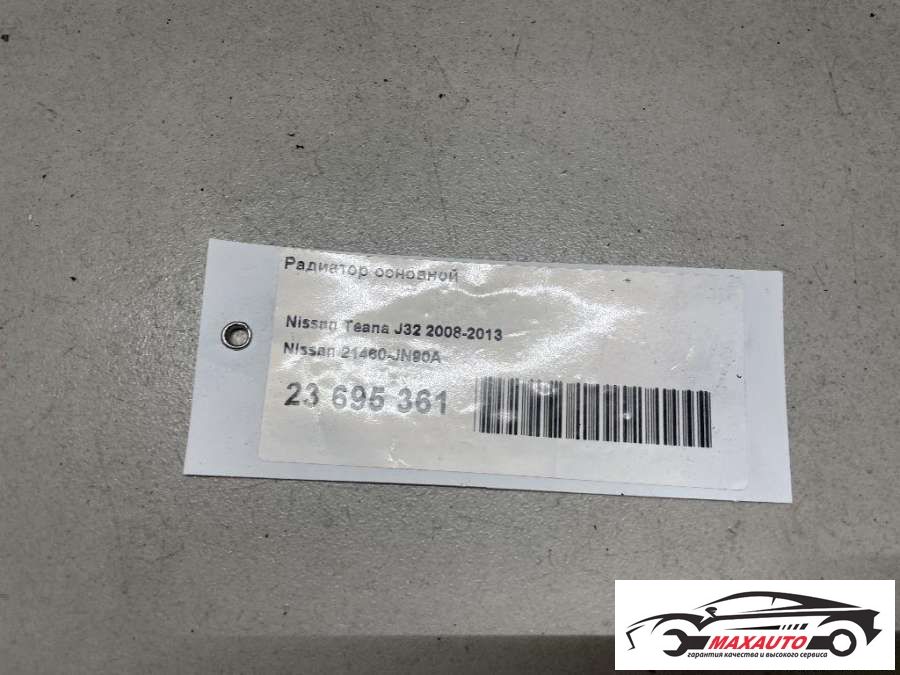 Радиатор основной
Nissan Teana J32 2008-2013
Nissan 21460-JN90A
23 695 361
MAXAUTO
гарантия качества и высокого сервиса